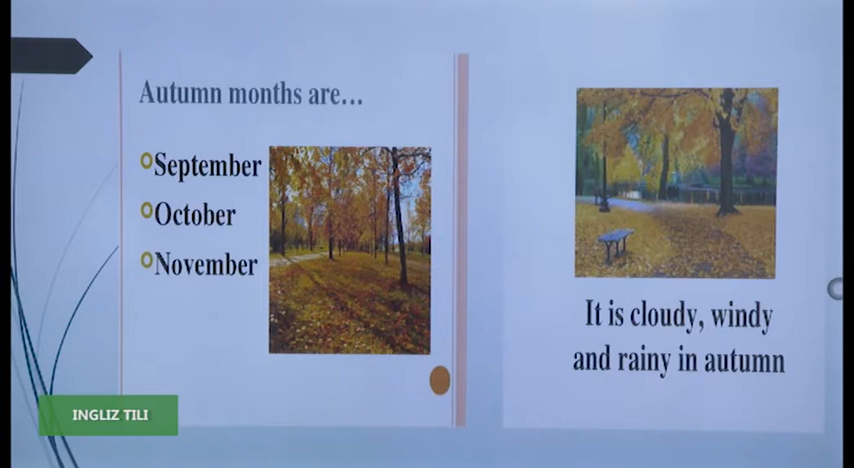 Autumn months are...
September
October
November
It is cloudy, windy
and rainy in autumn
INGLIZ TILI